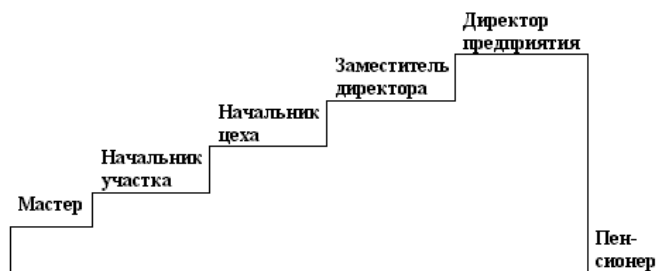 Мастер
Начальник
участка
Начальник
цеха
Заместитель
директора
Директор
предприятия
Пен-
сионер